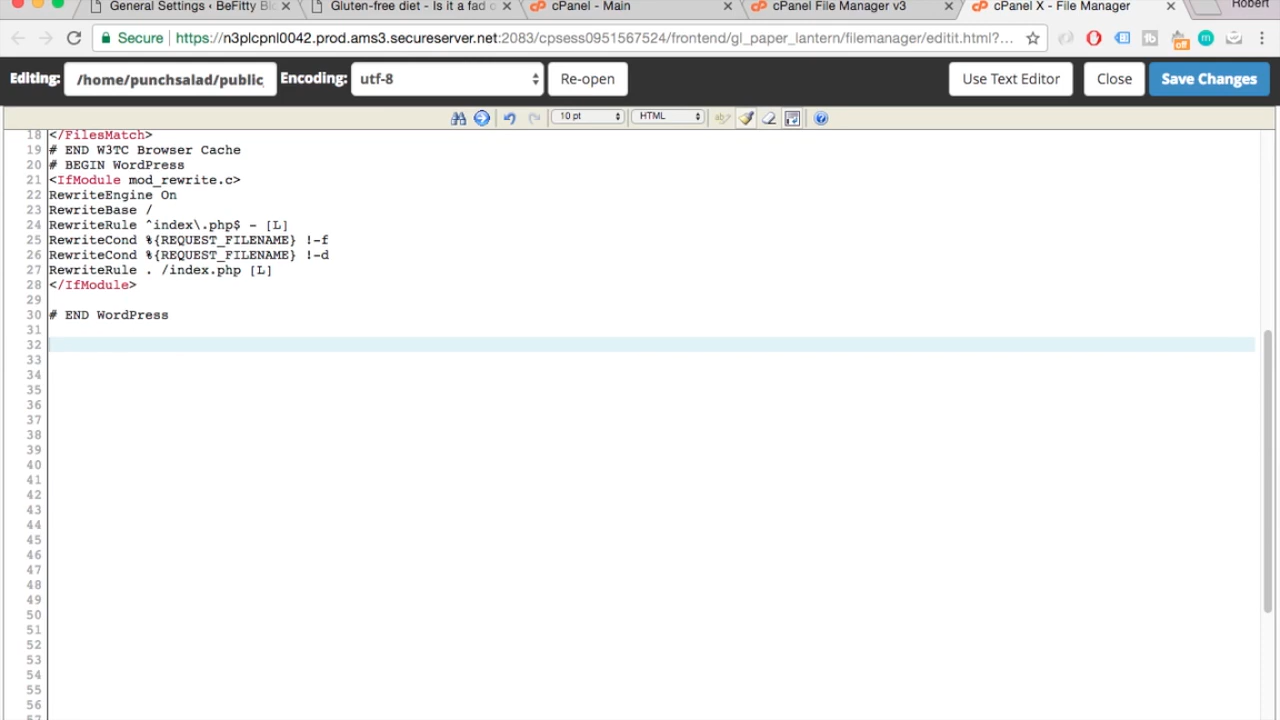 General Settings ‹ BeFitty Blo
Gluten-free diet - Is it a fad o
cPanel - Main
cPanel File Manager v3
cPanel X - File Manager
Robert
Secure
https://n3plcpnl0042.prod.ams3.secureserver.net:2083/cpsess0951567524/frontend/gl_paper_lantern/filemanager/editit.html?...
Editing:
/home/punchsalad/public_
Encoding:
utf-8
Re-open
Use Text Editor
Close
Save Changes
10 pt
HTML
18 </FilesMatch>
19 # END W3TC Browser Cache
20 # BEGIN WordPress
21 <IfModule mod_rewrite.c>
22 RewriteEngine On
23 RewriteBase /
24 RewriteRule ^index\.php$ - [L]
25 RewriteCond %{REQUEST_FILENAME} !-f
26 RewriteCond %{REQUEST_FILENAME} !-d
27 RewriteRule . /index.php [L]
28 </IfModule>
29
30 # END WordPress
31
32
33
34
35
36
37
38
39
40
41
42
43
44
45
46
47
48
49
50
51
52
53
54
55
56
57